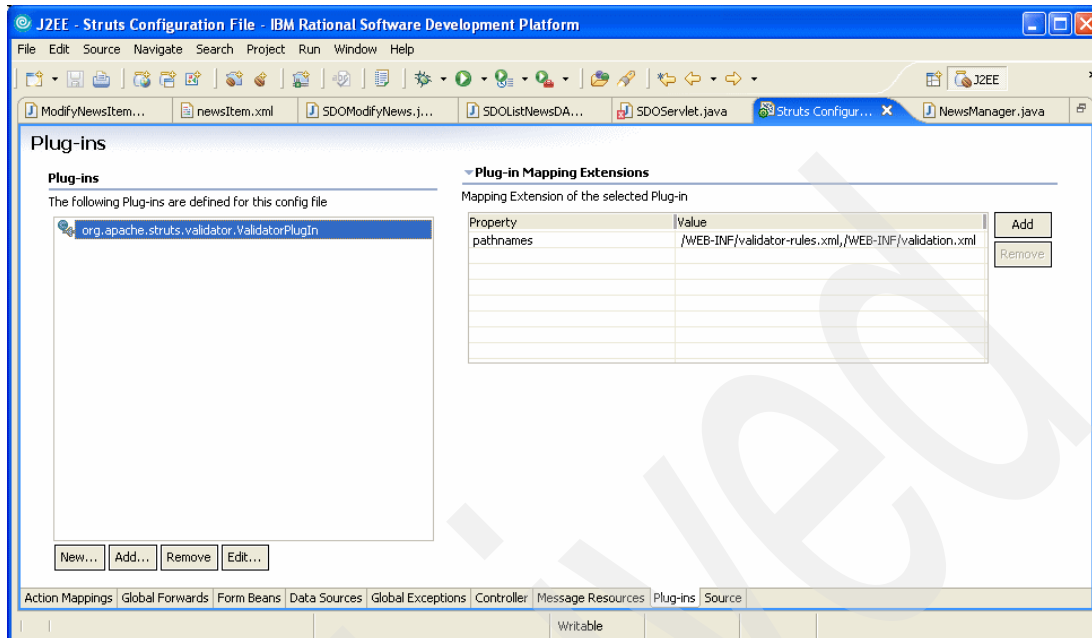 J2EE - Struts Configuration File - IBM Rational Software Development Platform
File Edit Source Navigate Search Project Run Window Help
J2EE
ModifyNewsItem... newsItem.xml SDOModifyNews.j... SDOListNewsDA... SDOServlet.java Struts Configur... NewsManager.java
Plug-ins
Plug-ins
The following Plug-ins are defined for this config file
org.apache.struts.validator.ValidatorPlugIn
New... Add... Remove Edit...
Plug-in Mapping Extensions
Mapping Extension of the selected Plug-in
Property Value
pathnames /WEB-INF/validator-rules.xml,/WEB-INF/validation.xml
Add
Remove
Action Mappings Global Forwards Form Beans Data Sources Global Exceptions Controller Message Resources Plug-ins Source
Writable
ived